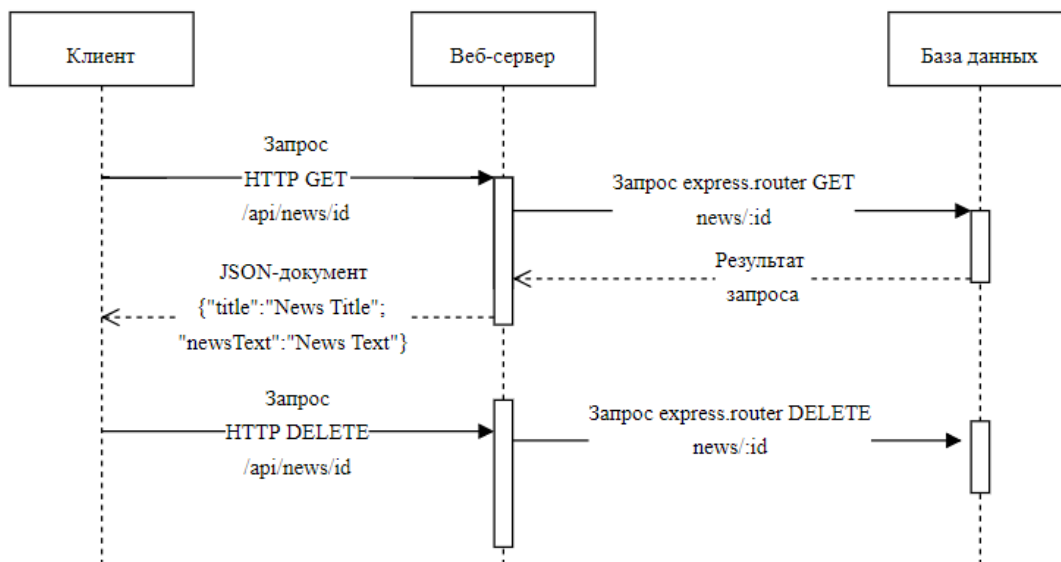 Клиент
Веб-сервер
База данных
Запрос
HTTP GET
/api/news/id
Запрос express.router GET
news/:id
Результат
запроса
JSON-документ
{"title":"News Title";
"newsText":"News Text"}
Запрос
HTTP DELETE
/api/news/id
Запрос express.router DELETE
news/:id